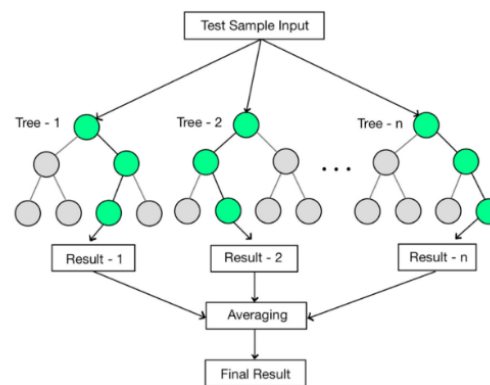 Test Sample Input
Tree - 1
Tree - 2
Tree - n
Result - 1
Result - 2
Result - n
Averaging
Final Result